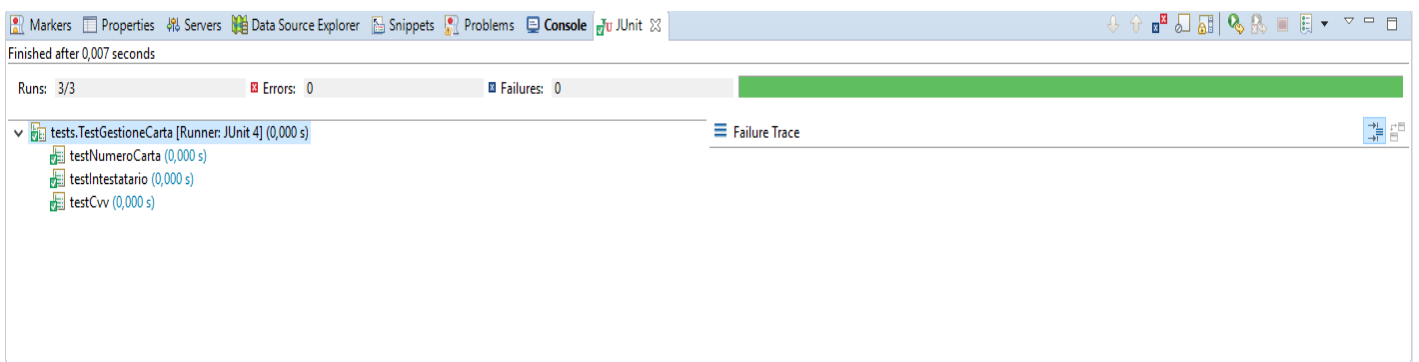 Markers Properties Servers Data Source Explorer Snippets Problems Console JUnit
Finished after 0,007 seconds
Runs: 3/3 Errors: 0 Failures: 0
tests.TestGestioneCarta [Runner: JUnit 4] (0,000 s) Failure Trace
testNumeroCarta (0,000 s)
testIntestatario (0,000 s)
testCvv (0,000 s)